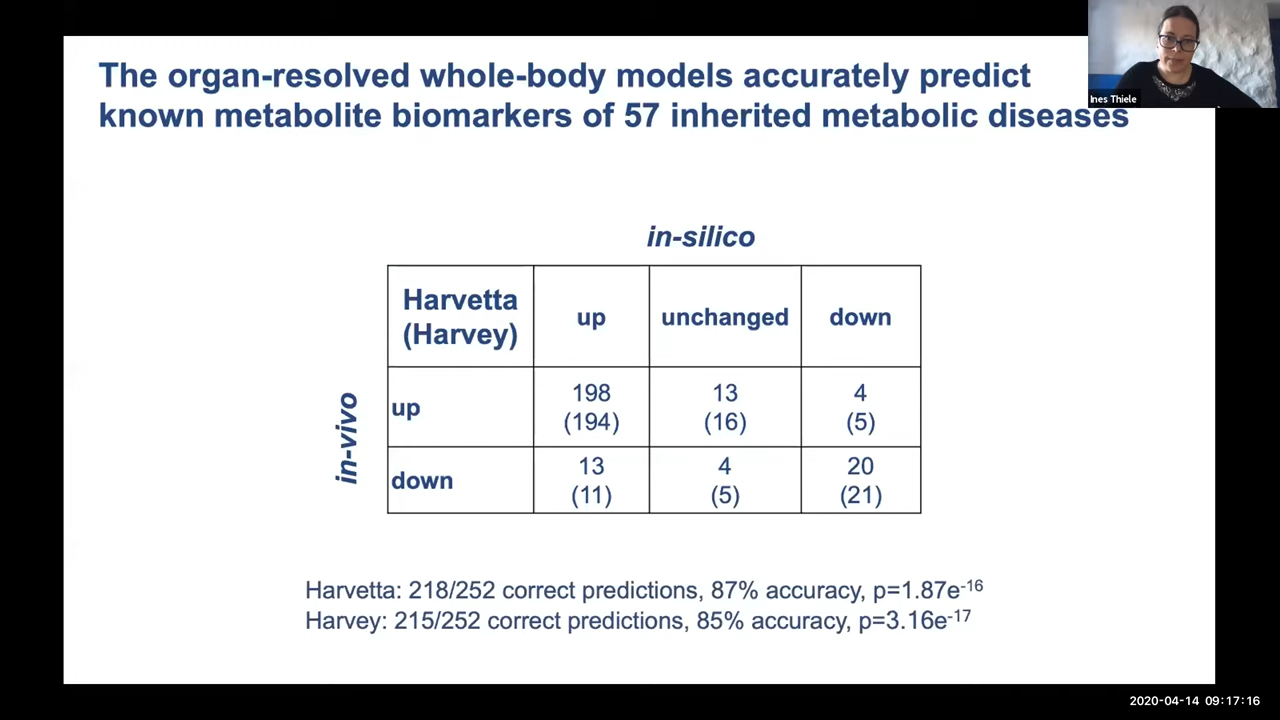 The organ-resolved whole-body models accurately predict
known metabolite biomarkers of 57 inherited metabolic diseases
Ines Thiele
in-silico
Harvetta
(Harvey)
up
unchanged
down
in-vivo
up
198
(194)
13
(16)
4
(5)
down
13
(11)
4
(5)
20
(21)
Harvetta: 218/252 correct predictions, 87% accuracy, p=1.87e-16
Harvey: 215/252 correct predictions, 85% accuracy, p=3.16e-17
2020-04-14 09:17:16